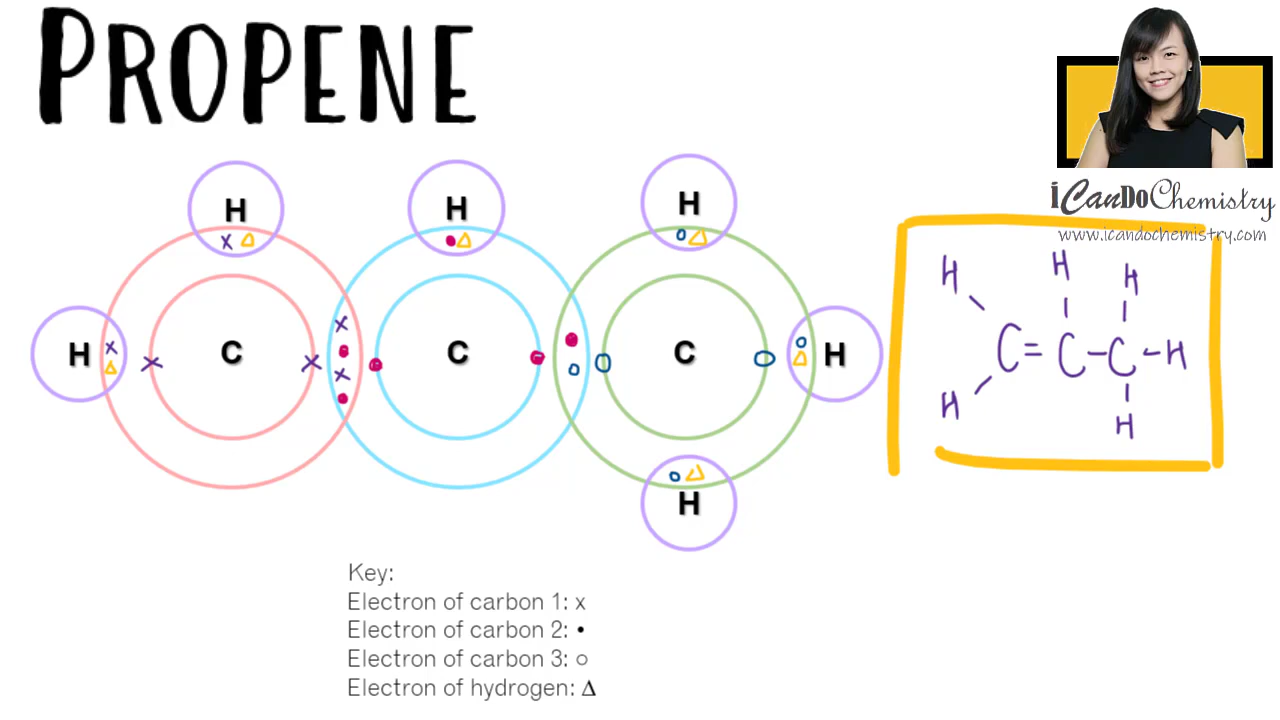 PROPENE
iCanDoChemistry
www.icandochemistry.com
H H H
x Δ • Δ o Δ
H x Δ C x • x • C • o C o Δ H
o Δ
H
H H H
C = C - C - H
H H
Key:
Electron of carbon 1: x
Electron of carbon 2: •
Electron of carbon 3: ○
Electron of hydrogen: Δ